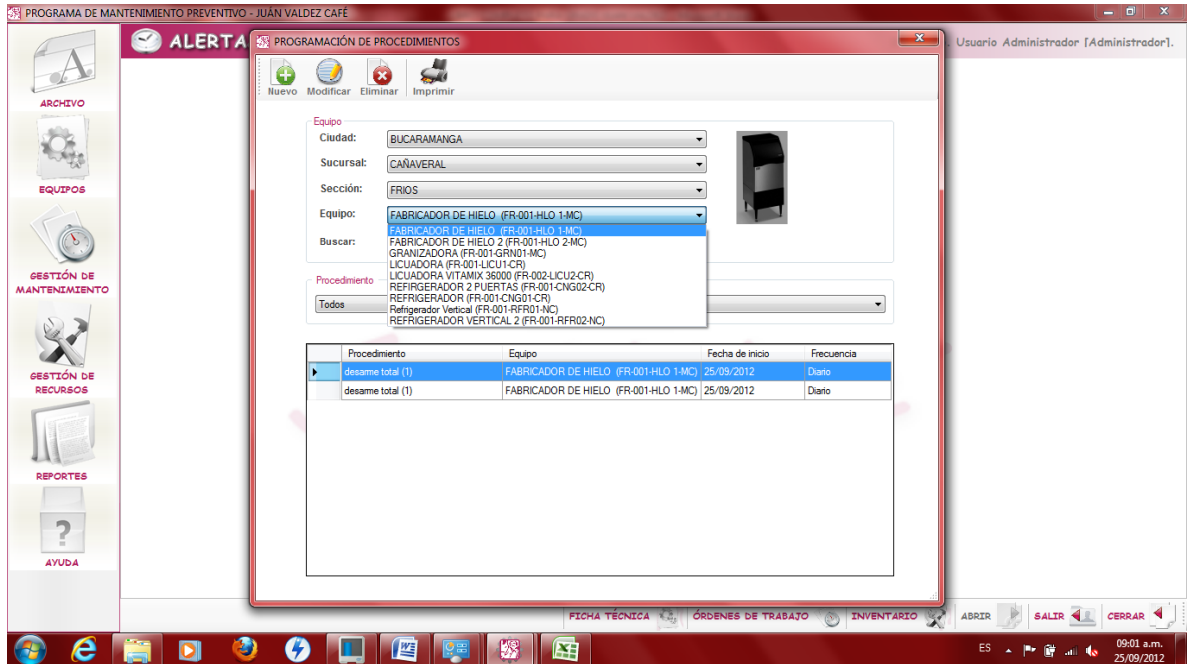 PROGRAMA DE MANTENIMIENTO PREVENTIVO - JUÁN VALDEZ CAFÉ
ALERTA
. Usuario Administrador [Administrador].
ARCHIVO
EQUIPOS
GESTIÓN DE
MANTENIMIENTO
GESTIÓN DE
RECURSOS
REPORTES
AYUDA
PROGRAMACIÓN DE PROCEDIMIENTOS
Nuevo Modificar Eliminar Imprimir
Equipo
Ciudad: BUCARAMANGA
Sucursal: CAÑAVERAL
Sección: FRIOS
Equipo: FABRICADOR DE HIELO (FR-001-HLO 1-MC)
Buscar:
FABRICADOR DE HIELO (FR-001-HLO 1-MC)
FABRICADOR DE HIELO 2 (FR-001-HLO 2-MC)
GRANIZADORA (FR-001-GRN01-MC)
LICUADORA (FR-001-LICU1-CR)
LICUADORA VITAMIX 36000 (FR-002-LICU2-CR)
REFIRGERADOR 2 PUERTAS (FR-001-CNG02-CR)
REFRIGERADOR (FR-001-CNG01-CR)
Refrigerador Vertical (FR-001-RFR01-NC)
REFRIGERADOR VERTICAL 2 (FR-001-RFR02-NC)
Procedimiento
Todos
Procedimiento Equipo Fecha de inicio Frecuencia
desarme total (1) FABRICADOR DE HIELO (FR-001-HLO 1-MC) 25/09/2012 Diario
desarme total (1) FABRICADOR DE HIELO (FR-001-HLO 1-MC) 25/09/2012 Diario
FICHA TÉCNICA ÓRDENES DE TRABAJO INVENTARIO ABRIR SALIR CERRAR
ES 09:01 a.m.
25/09/2012